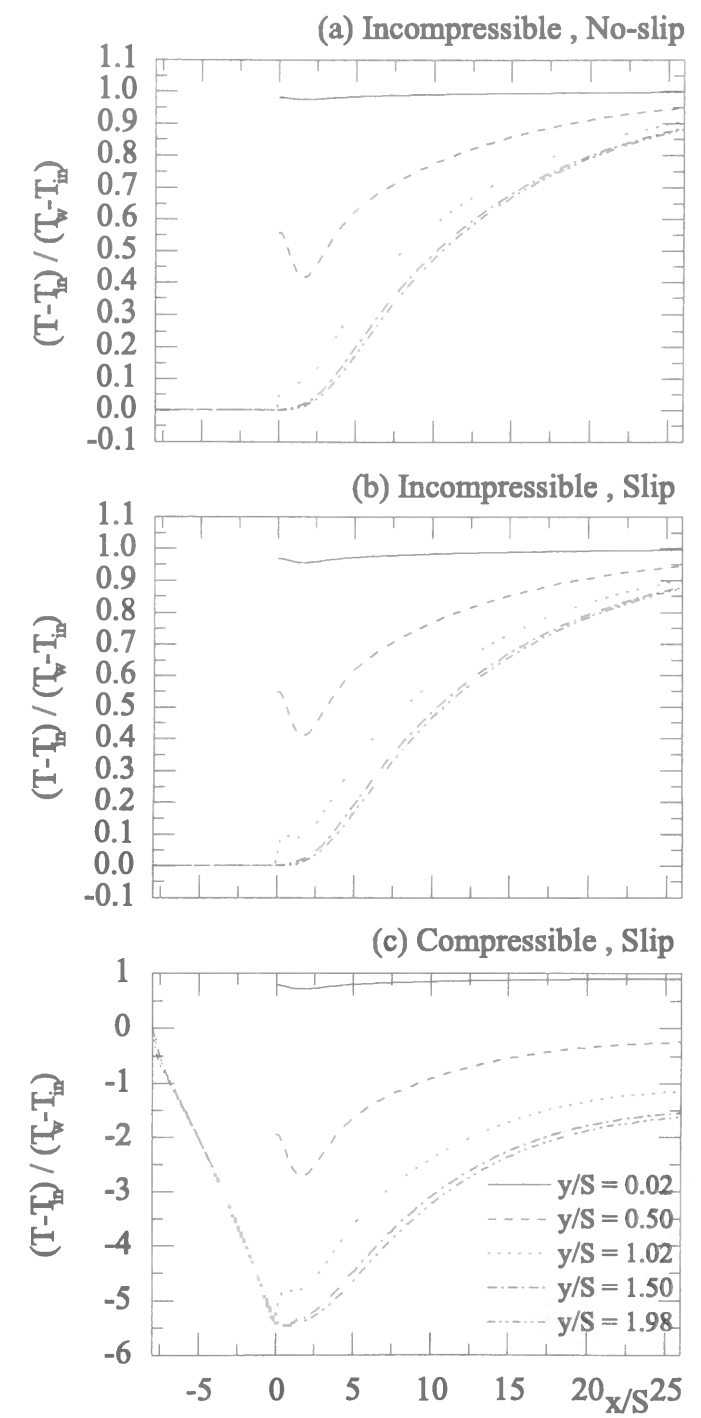 (a) Incompressible , No-slip
1.1
1.0
0.9
0.8
0.7
0.6
0.5
0.4
0.3
0.2
0.1
0.0
-0.1
(T-Tin) / (Tw-Tin)
(b) Incompressible , Slip
1.1
1.0
0.9
0.8
0.7
0.6
0.5
0.4
0.3
0.2
0.1
0.0
-0.1
(T-Tin) / (Tw-Tin)
(c) Compressible , Slip
1
0
-1
-2
-3
-4
-5
-6
(T-Tin) / (Tw-Tin)
y/S = 0.02
y/S = 0.50
y/S = 1.02
y/S = 1.50
y/S = 1.98
-5 0 5 10 15 20 x/S 25